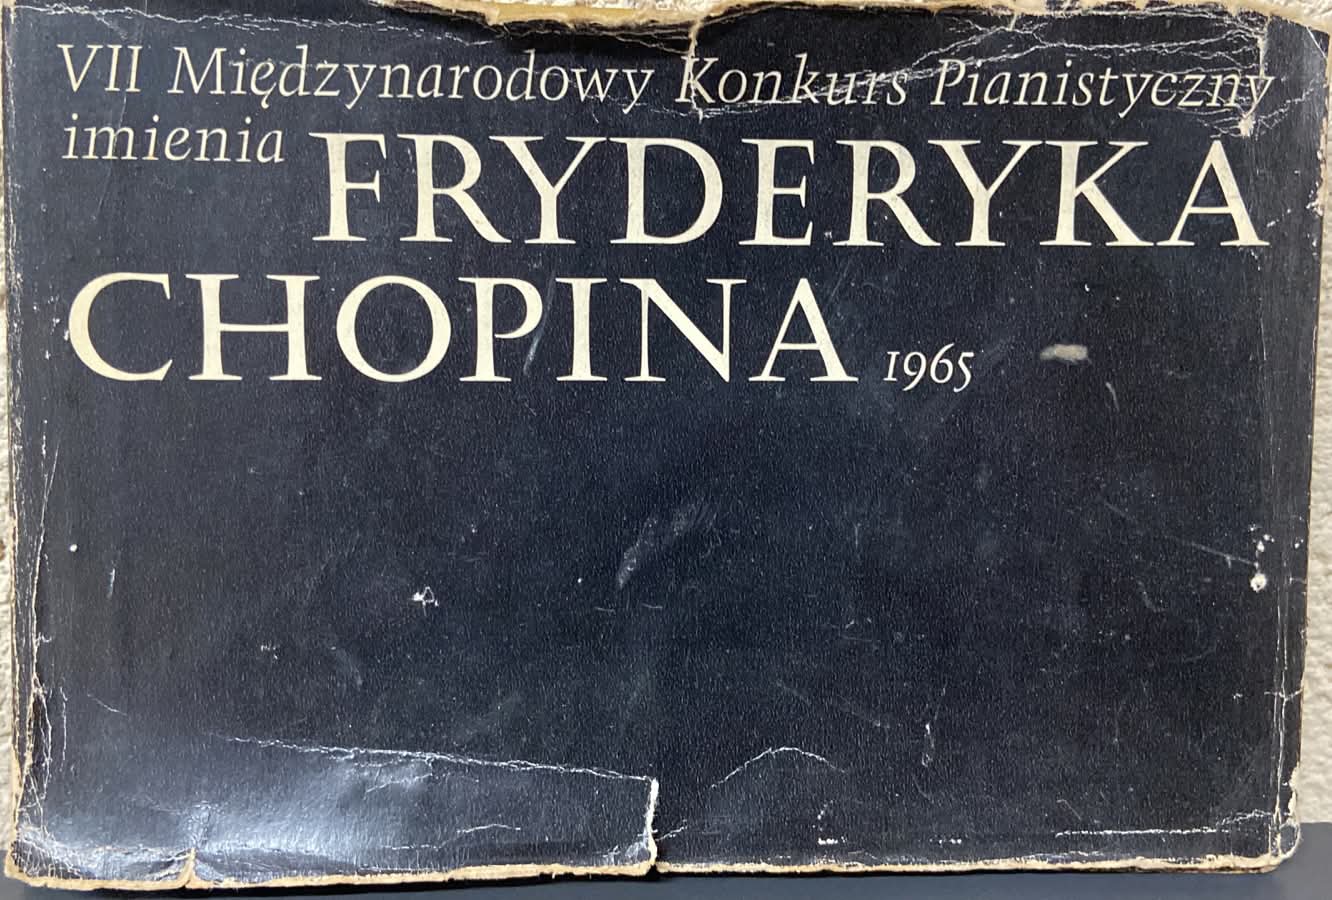 VII Międzynarodowy Konkurs Pianistyczny
imienia FRYDERYKA
CHOPINA 1965